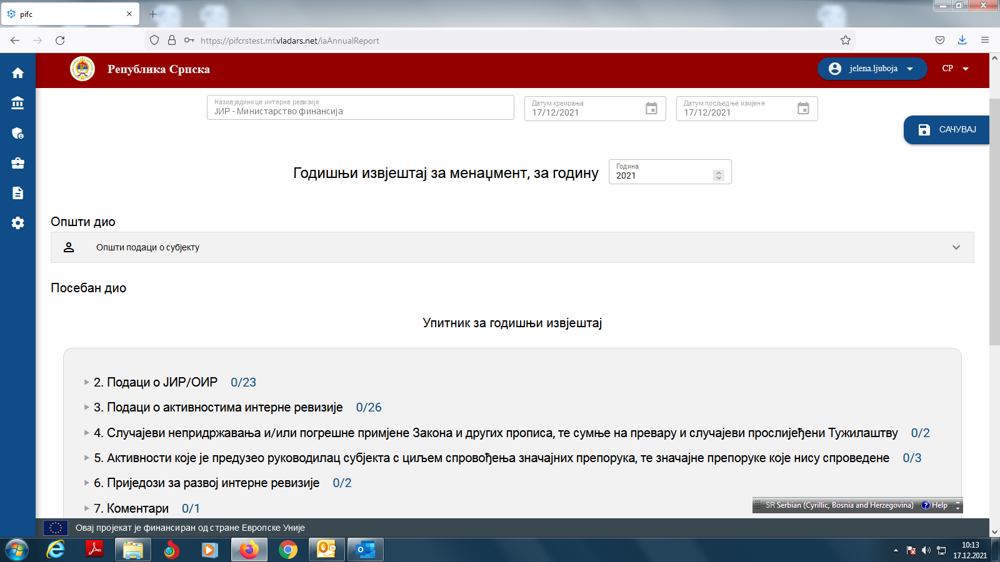 pifc
https://pifcrstest.mf.vladars.net/iaAnnualReport
Република Српска
jelena.ljuboja
СР
Називјединице интерне ревизије
ЈИР - Министарство финансија
Датум креирања
17/12/2021
Датум посљедње измјене
17/12/2021
САЧУВАЈ
Годишњи извјештај за менаџмент, за годину
Година
2021
Општи дио
Општи подаци о субјекту
Посебан дио
Упитник за годишњи извјештај
2. Подаци о ЈИР/ОИР 0/23
3. Подаци о активностима интерне ревизије 0/26
4. Случајеви непридржавања и/или погрешне примјене Закона и других прописа, те сумње на превару и случајеви прослијеђени Тужилаштву 0/2
5. Активности које је предузео руководилац субјекта с циљем спровођења значајних препорука, те значајне препоруке које нису спроведене 0/3
6. Приједози за развој интерне ревизије 0/2
7. Коментари 0/1
SR Serbian (Cyrillic, Bosnia and Herzegovina) Help
Овај пројекат је финансиран од стране Европске Уније
10:13
17.12.2021